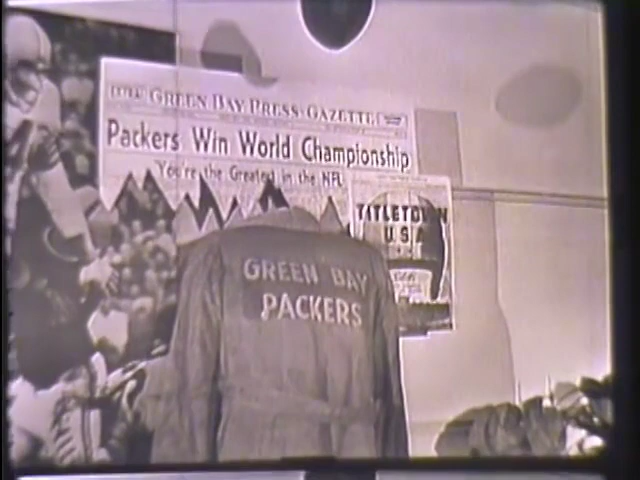 GREEN BAY PRESS-GAZETTE
Packers Win World Championship
You're the Greatest in the NFL
TITLETOWN
U.S.A.
GREEN BAY
PACKERS